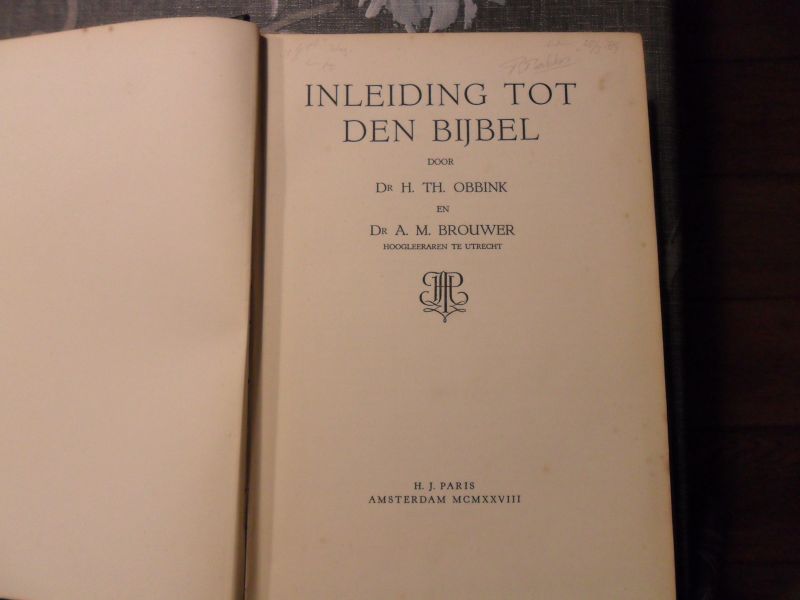 INLEIDING TOT
DEN BIJBEL
DOOR
DR H. TH. OBBINK
EN
DR A. M. BROUWER
HOOGLEERAREN TE UTRECHT
H. J. PARIS
AMSTERDAM MCMXXVIII